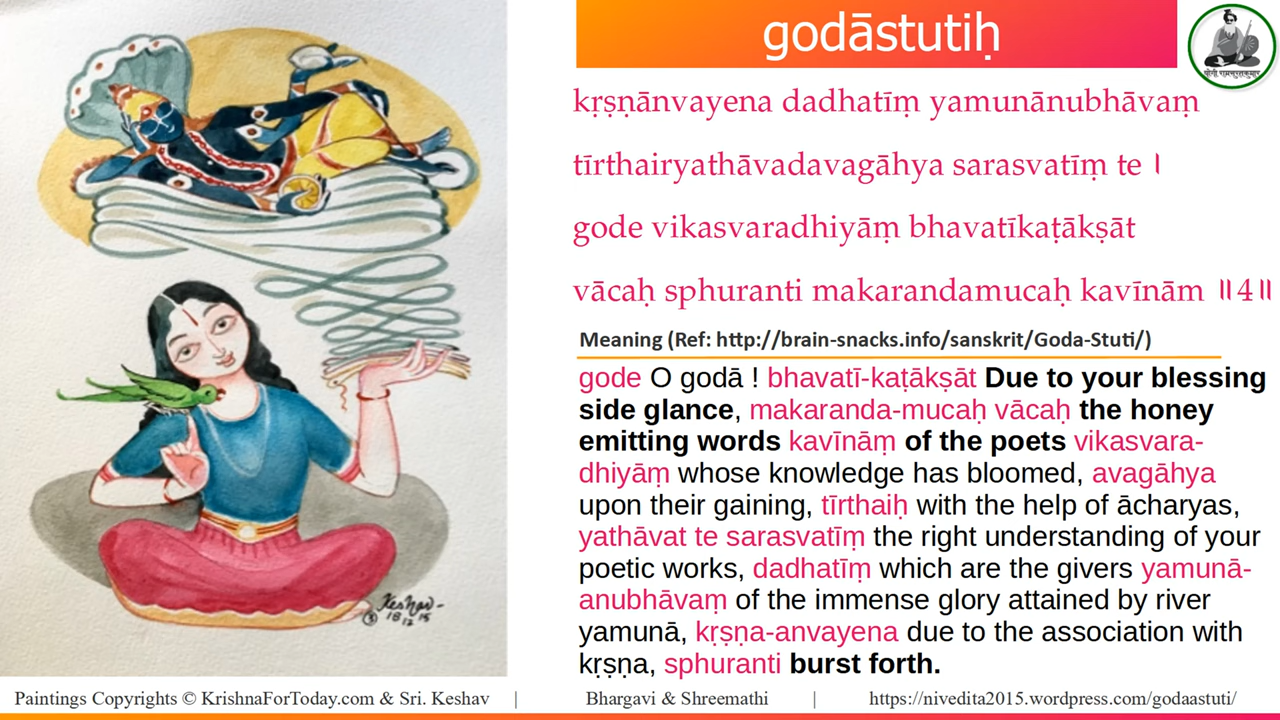 godāstutiḥ
योगी रामसुरतकुमार
kṛṣṇānvayena dadhatīṃ yamunānubhāvaṃ
tīrthairyathāvadavagāhya sarasvatīṃ te ।
gode vikasvaradhiyāṃ bhavatīkaṭākṣāt
vācaḥ sphuranti makarandamucaḥ kavīnām ॥4॥
Meaning (Ref: http://brain-snacks.info/sanskrit/Goda-Stuti/)
gode O godā ! bhavatī-kaṭākṣāt Due to your blessing
side glance, makaranda-mucaḥ vācaḥ the honey
emitting words kavīnāṃ of the poets vikasvara-
dhiyāṃ whose knowledge has bloomed, avagāhya
upon their gaining, tīrthaiḥ with the help of ācharyas,
yathāvat te sarasvatīṃ the right understanding of your
poetic works, dadhatīṃ which are the givers yamunā-
anubhāvaṃ of the immense glory attained by river
yamunā, kṛṣṇa-anvayena due to the association with
kṛṣṇa, sphuranti burst forth.
Keshav
18 12 15
Paintings Copyrights © KrishnaForToday.com & Sri. Keshav | Bhargavi & Shreemathi | https://nivedita2015.wordpress.com/godaastuti/